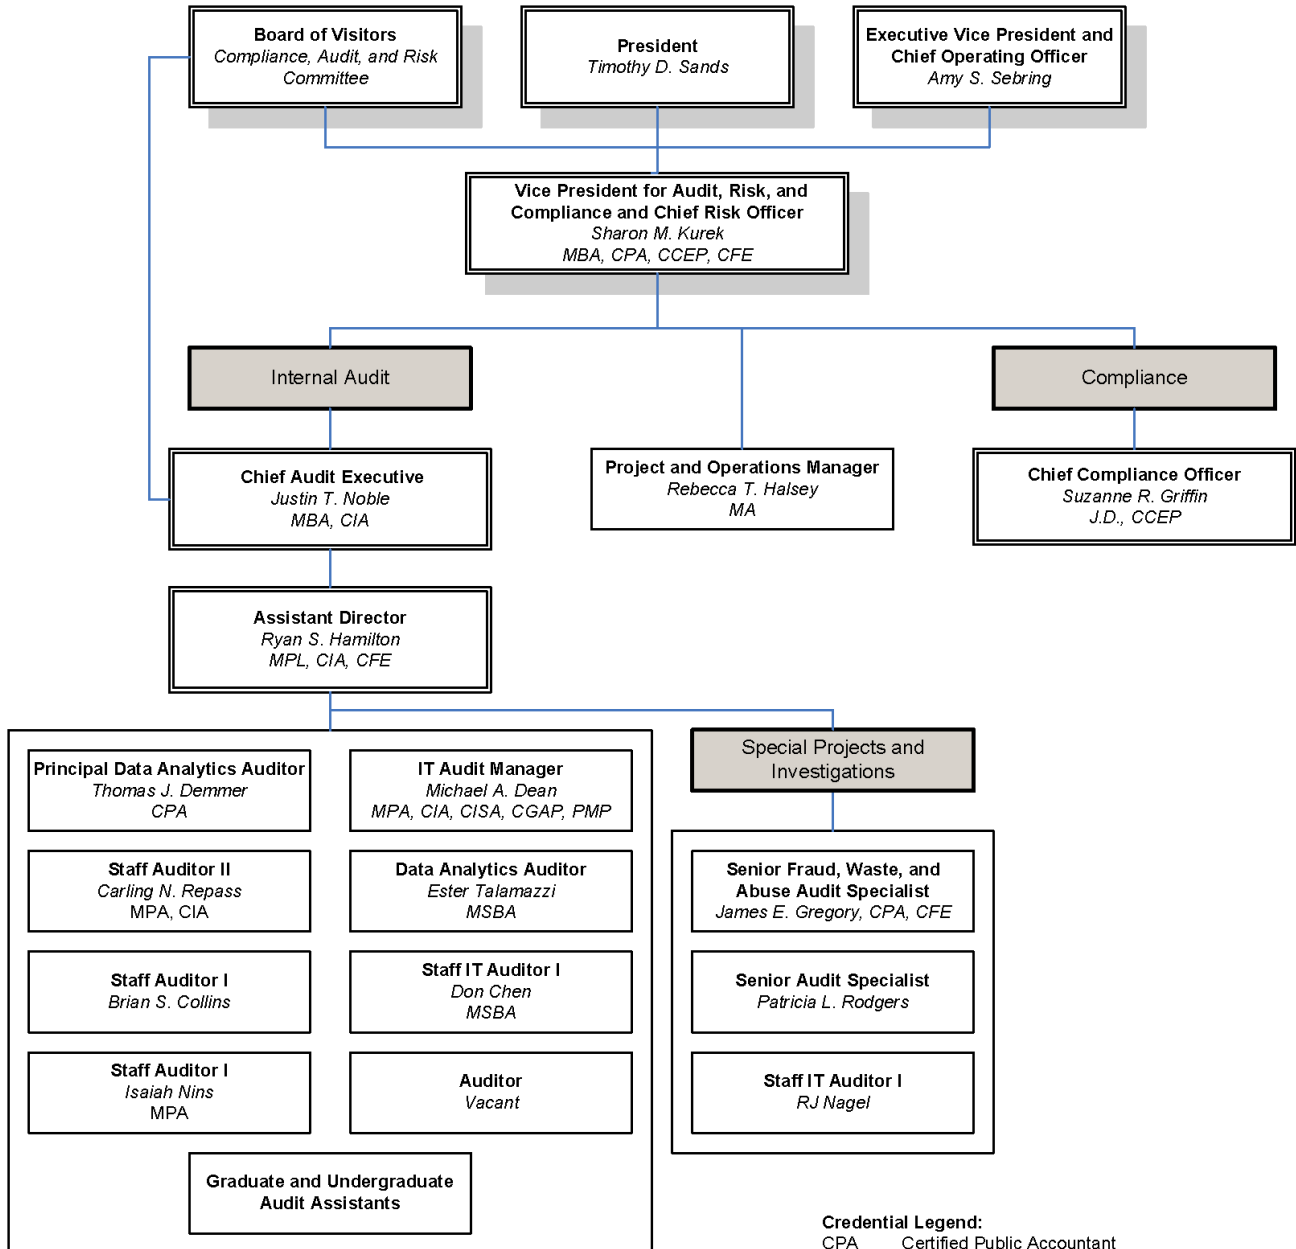 Board of Visitors
Compliance, Audit, and Risk
Committee
President
Timothy D. Sands
Executive Vice President and
Chief Operating Officer
Amy S. Sebring
Vice President for Audit, Risk, and
Compliance and Chief Risk Officer
Sharon M. Kurek
MBA, CPA, CCEP, CFE
Internal Audit
Compliance
Chief Audit Executive
Justin T. Noble
MBA, CIA
Project and Operations Manager
Rebecca T. Halsey
MA
Chief Compliance Officer
Suzanne R. Griffin
J.D., CCEP
Assistant Director
Ryan S. Hamilton
MPL, CIA, CFE
Special Projects and
Investigations
Principal Data Analytics Auditor
Thomas J. Demmer
CPA
IT Audit Manager
Michael A. Dean
MPA, CIA, CISA, CGAP, PMP
Staff Auditor II
Carling N. Repass
MPA, CIA
Data Analytics Auditor
Ester Talamazzi
MSBA
Senior Fraud, Waste, and
Abuse Audit Specialist
James E. Gregory, CPA, CFE
Staff Auditor I
Brian S. Collins
Staff IT Auditor I
Don Chen
MSBA
Senior Audit Specialist
Patricia L. Rodgers
Staff Auditor I
Isaiah Nins
MPA
Auditor
Vacant
Staff IT Auditor I
RJ Nagel
Graduate and Undergraduate
Audit Assistants
Credential Legend:
CPA Certified Public Accountant